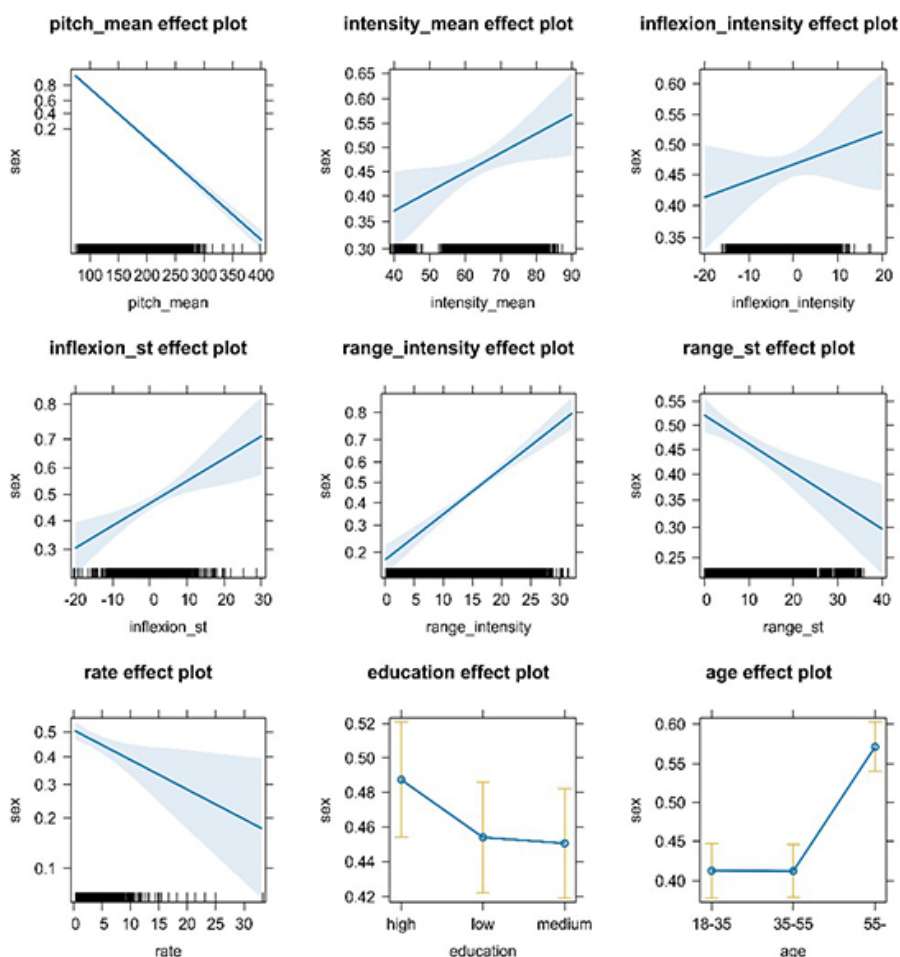 pitch_mean effect plot
intensity_mean effect plot
inflexion_intensity effect plot
sex
0.8
0.6
0.4
0.2
100 150 200 250 300 350 400
pitch_mean
sex
0.65
0.60
0.55
0.50
0.45
0.40
0.35
0.30
40 50 60 70 80 90
intensity_mean
sex
0.60
0.55
0.50
0.45
0.40
0.35
-20 -10 0 10 20
inflexion_intensity
inflexion_st effect plot
range_intensity effect plot
range_st effect plot
sex
0.8
0.7
0.6
0.5
0.4
0.3
-20 -10 0 10 20 30
inflexion_st
sex
0.8
0.7
0.6
0.5
0.4
0.3
0.2
0 5 10 15 20 25 30
range_intensity
sex
0.55
0.50
0.45
0.40
0.35
0.30
0.25
0 10 20 30 40
range_st
rate effect plot
education effect plot
age effect plot
sex
0.5
0.4
0.3
0.2
0.1
0 5 10 15 20 25 30
rate
sex
0.52
0.50
0.48
0.46
0.44
0.42
high low medium
education
sex
0.60
0.55
0.50
0.45
0.40
18-35 35-55 55-
age